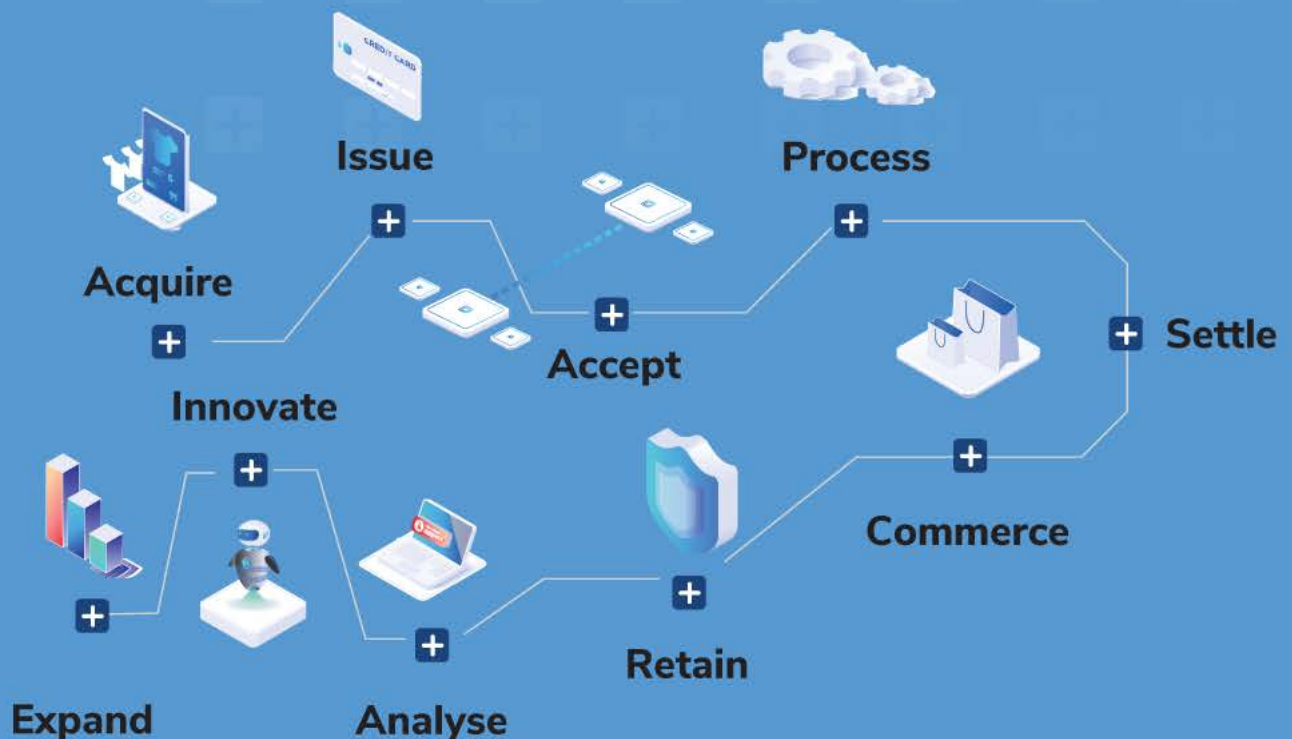 CREDIT CARD
Issue
Process
Acquire
Settle
Accept
Innovate
Commerce
Retain
Expand
Analyse